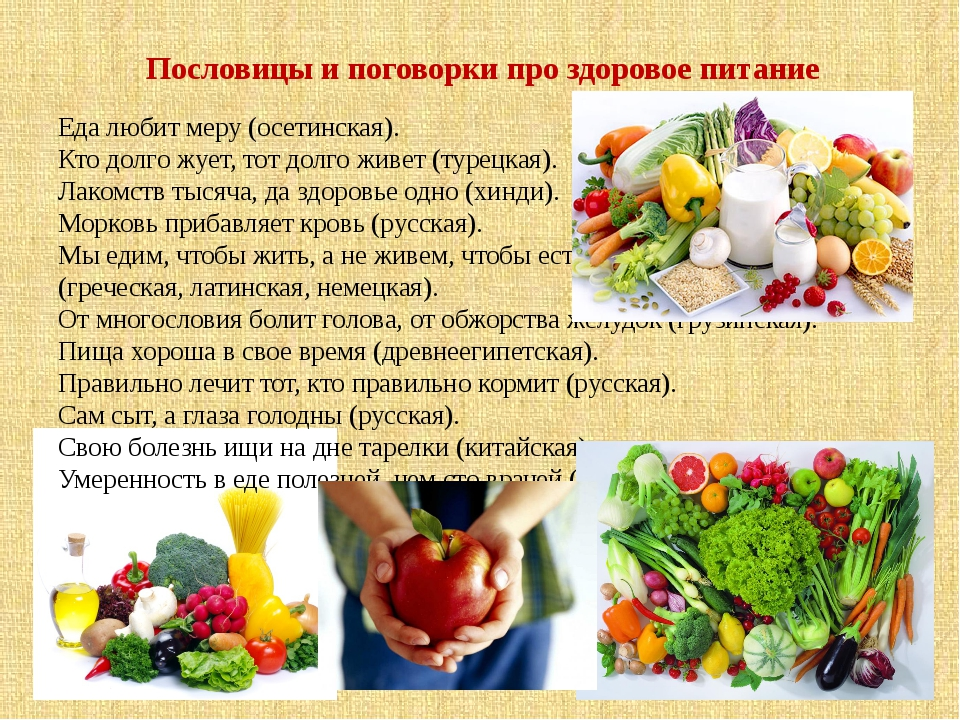 Пословицы и поговорки про здоровое питание
Еда любит меру (осетинская).
Кто долго жует, тот долго живет (турецкая).
Лакомств тысяча, да здоровье одно (хинди).
Морковь прибавляет кровь (русская).
Мы едим, чтобы жить, а не живем, чтобы ест
(греческая, латинская, немецкая).
От многословия болит голова, от обжорства желудок (грузинская).
Пища хороша в свое время (древнеегипетская).
Правильно лечит тот, кто правильно кормит (русская).
Сам сыт, а глаза голодны (русская).
Свою болезнь ищи на дне тарелки (китайская)
Умеренность в еде полезней, чем сто врачей (